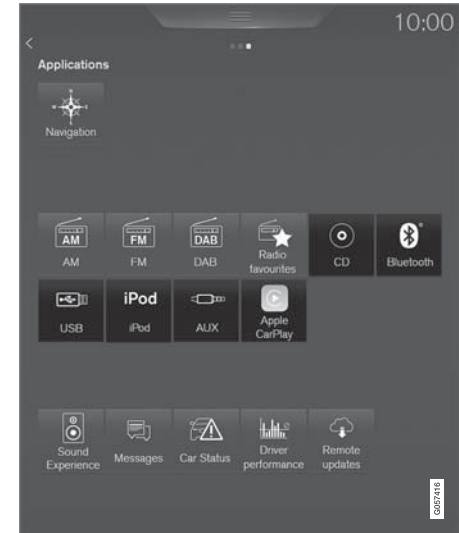 10:00
Applications
N
W E
S
Navigation
AM FM DAB
AM FM DAB Radio favourites CD Bluetooth
iPod
USB iPod AUX Apple CarPlay
Sound Experience Messages Car Status Driver performance Remote updates
G057416